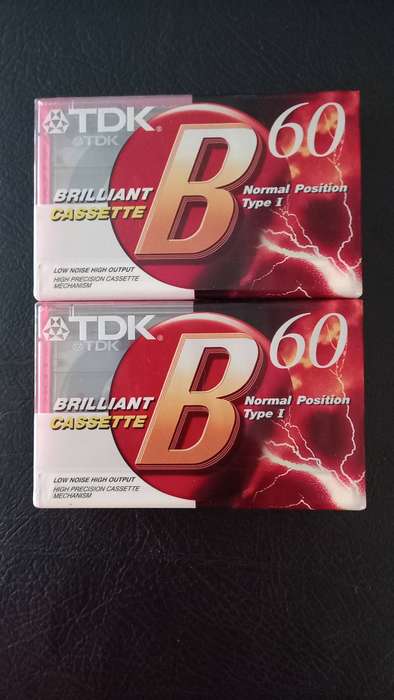 TDK®
TDK
B
60
BRILLIANT
CASSETTE
Normal Position
Type I
LOW NOISE HIGH OUTPUT
HIGH PRECISION CASSETTE
MECHANISM
TDK®
TDK
B
60
BRILLIANT
CASSETTE
Normal Position
Type I
LOW NOISE HIGH OUTPUT
HIGH PRECISION CASSETTE
MECHANISM